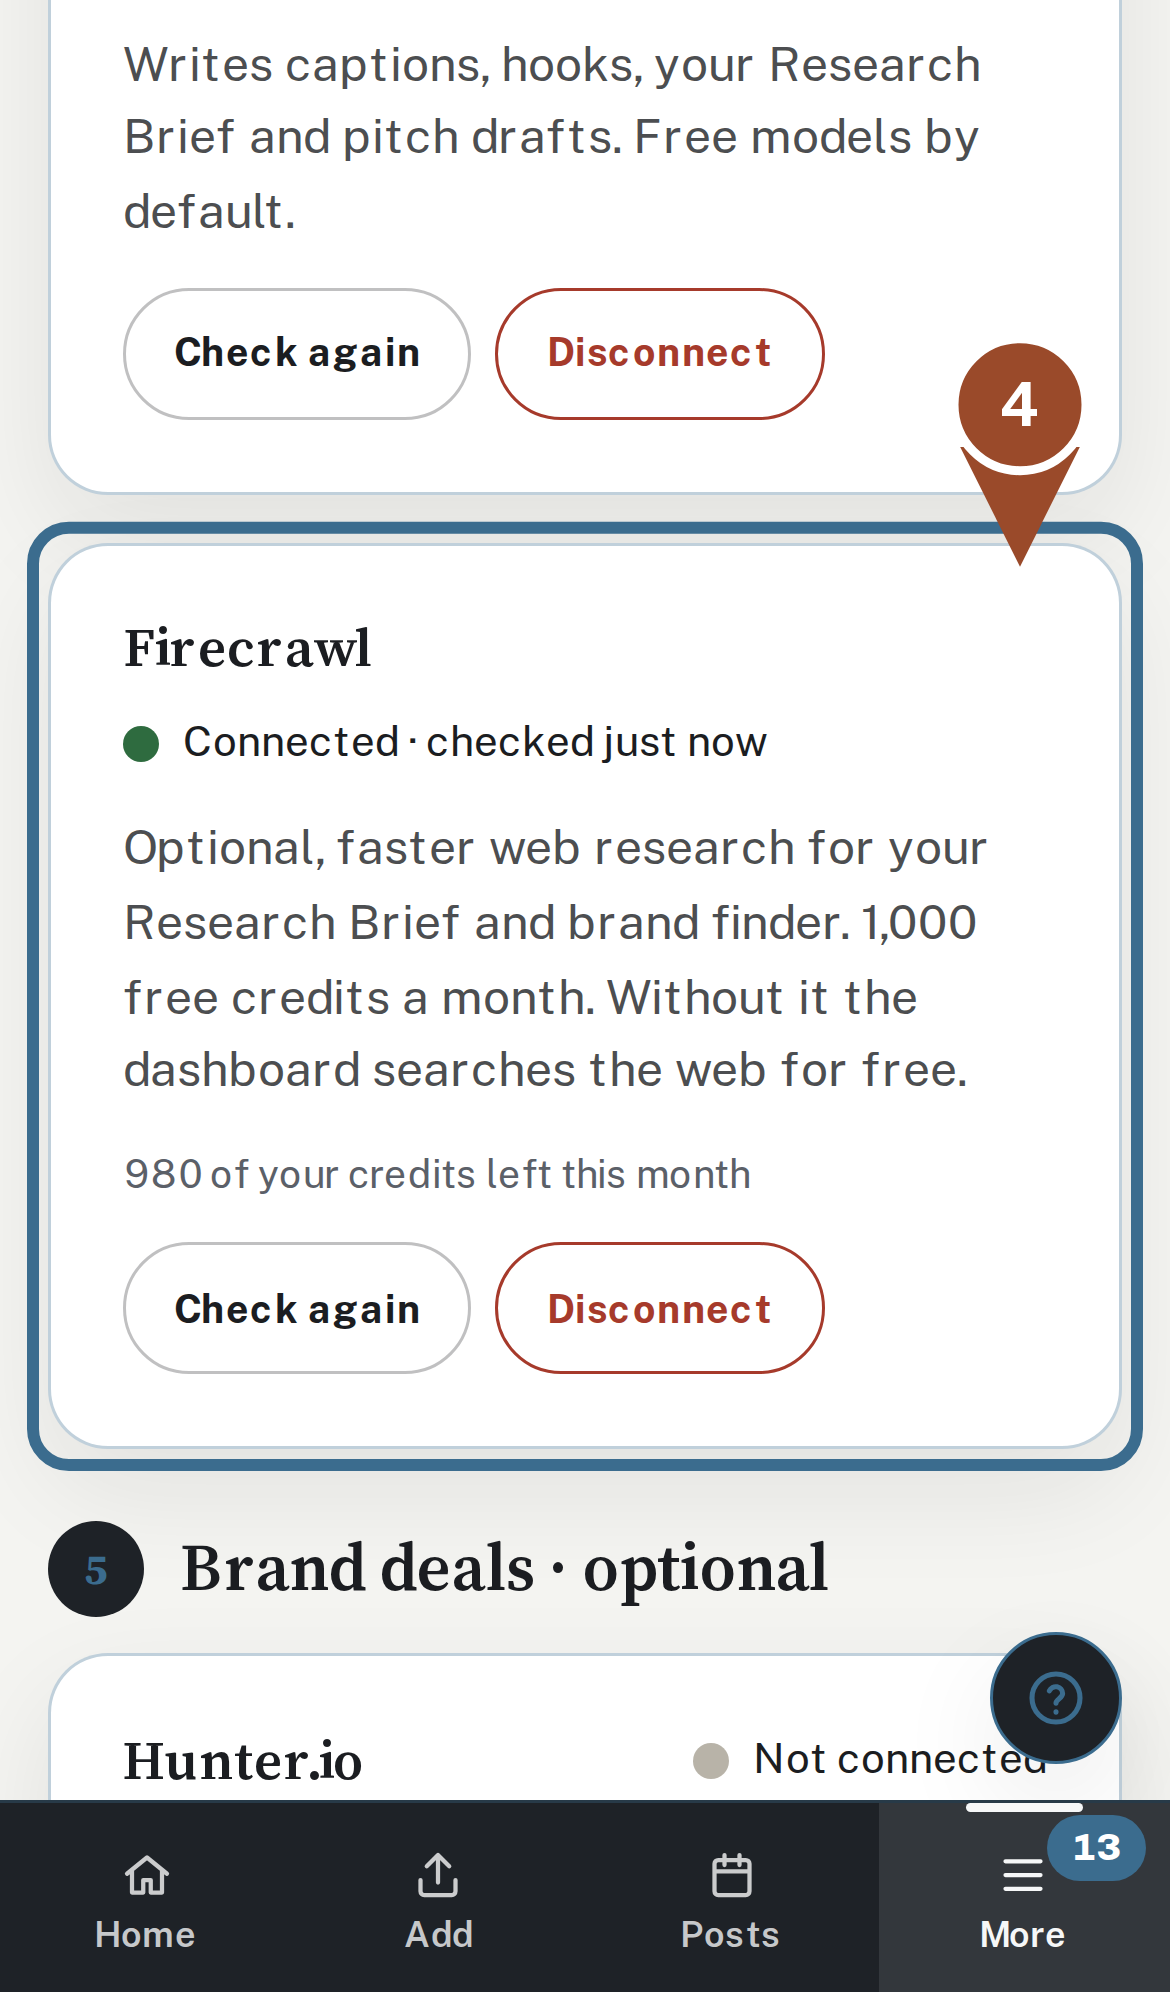 Writes captions, hooks, your Research
Brief and pitch drafts. Free models by
default.
Check again
Disconnect
4
Firecrawl
Connected · checked just now
Optional, faster web research for your
Research Brief and brand finder. 1,000
free credits a month. Without it the
dashboard searches the web for free.
980 of your credits left this month
Check again
Disconnect
5
Brand deals · optional
Hunter.io
Not connected
13
Home
Add
Posts
More